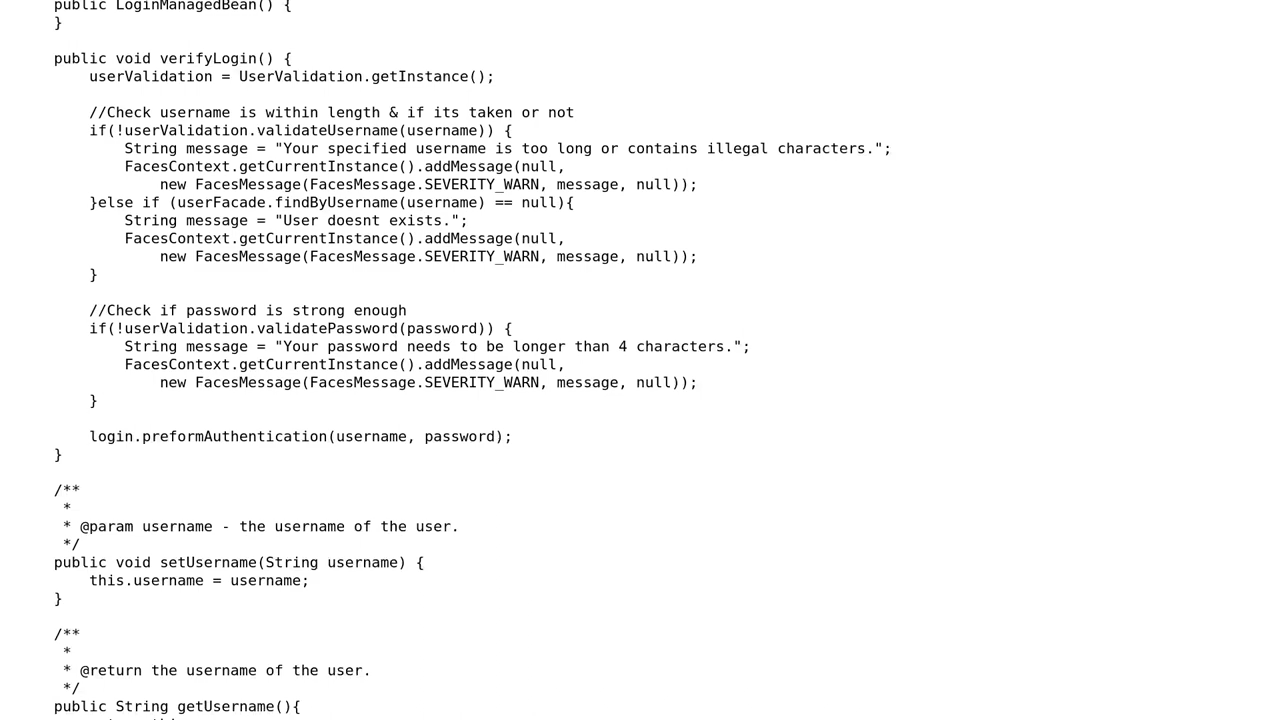 public LoginManagedBean() {
}
public void verifyLogin() {
userValidation = UserValidation.getInstance();
//Check username is within length & if its taken or not
if(!userValidation.validateUsername(username)) {
String message = "Your specified username is too long or contains illegal characters.";
FacesContext.getCurrentInstance().addMessage(null,
new FacesMessage(FacesMessage.SEVERITY_WARN, message, null));
}else if (userFacade.findByUsername(username) == null){
String message = "User doesnt exists.";
FacesContext.getCurrentInstance().addMessage(null,
new FacesMessage(FacesMessage.SEVERITY_WARN, message, null));
}
//Check if password is strong enough
if(!userValidation.validatePassword(password)) {
String message = "Your password needs to be longer than 4 characters.";
FacesContext.getCurrentInstance().addMessage(null,
new FacesMessage(FacesMessage.SEVERITY_WARN, message, null));
}
login.preformAuthentication(username, password);
}
/**
*
* @param username - the username of the user.
*/
public void setUsername(String username) {
this.username = username;
}
/**
*
* @return the username of the user.
*/
public String getUsername(){